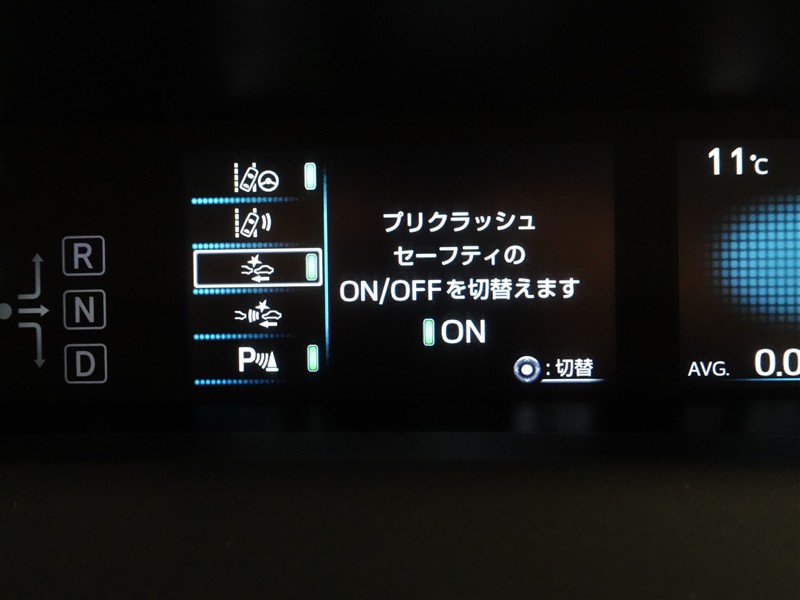 R
N
D
P
プリクラッシュ
セーフティの
ON/OFFを切替えます
ON
:切替
11℃
AVG. 0.0